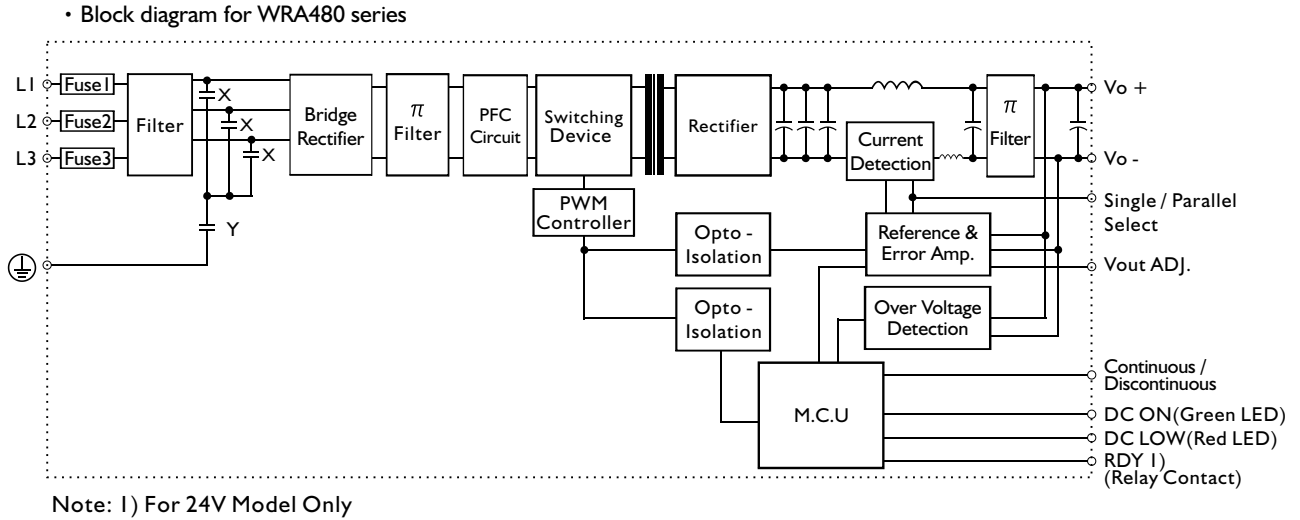 • Block diagram for WRA480 series
L1
Fuse1
L2
Fuse2
L3
Fuse3
Filter
X
X
X
Y
Bridge
Rectifier
π
Filter
PFC
Circuit
Switching
Device
PWM
Controller
Rectifier
Current
Detection
π
Filter
Vo +
Vo -
Single / Parallel
Select
Opto -
Isolation
Reference &
Error Amp.
Vout ADJ.
Opto -
Isolation
Over Voltage
Detection
M.C.U
Continuous /
Discontinuous
DC ON(Green LED)
DC LOW(Red LED)
RDY 1)
(Relay Contact)
Note: 1) For 24V Model Only